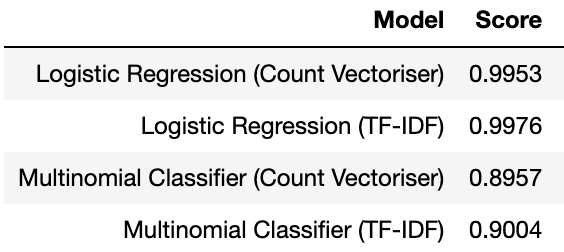 Model Score
Logistic Regression (Count Vectoriser) 0.9953
Logistic Regression (TF-IDF) 0.9976
Multinomial Classifier (Count Vectoriser) 0.8957
Multinomial Classifier (TF-IDF) 0.9004